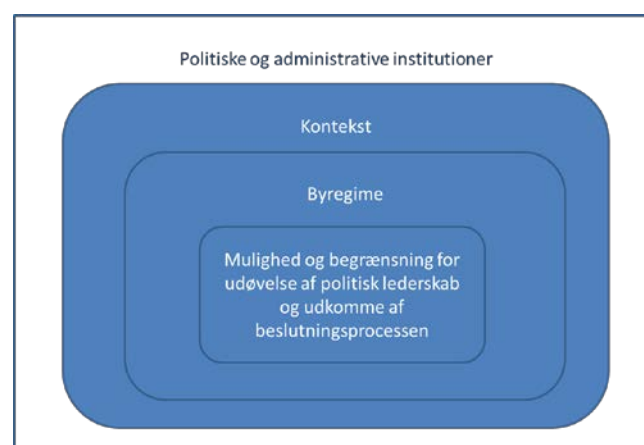 Politiske og administrative institutioner
Kontekst
Byregime
Mulighed og begrænsning for
udøvelse af politisk lederskab
og udkomme af
beslutningsprocessen